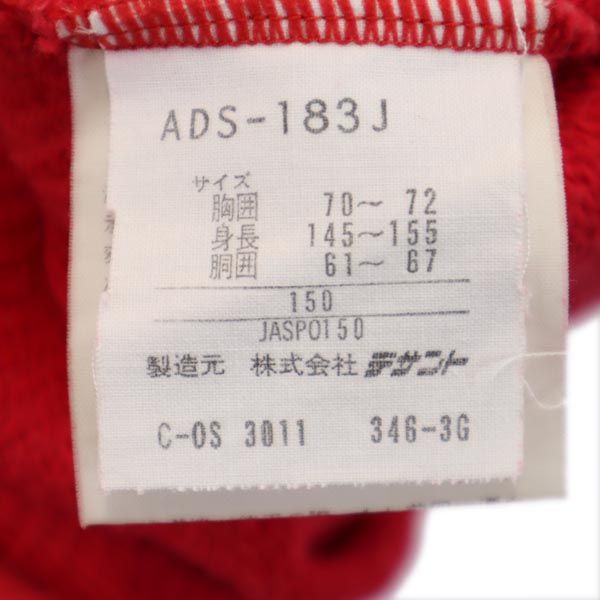 ADS-183J
サイズ
胸囲 70〜 72
身長 145〜155
胴囲 61〜 67
150
JASPO150
製造元 株式会社デサント
C-OS 3011 346-3G